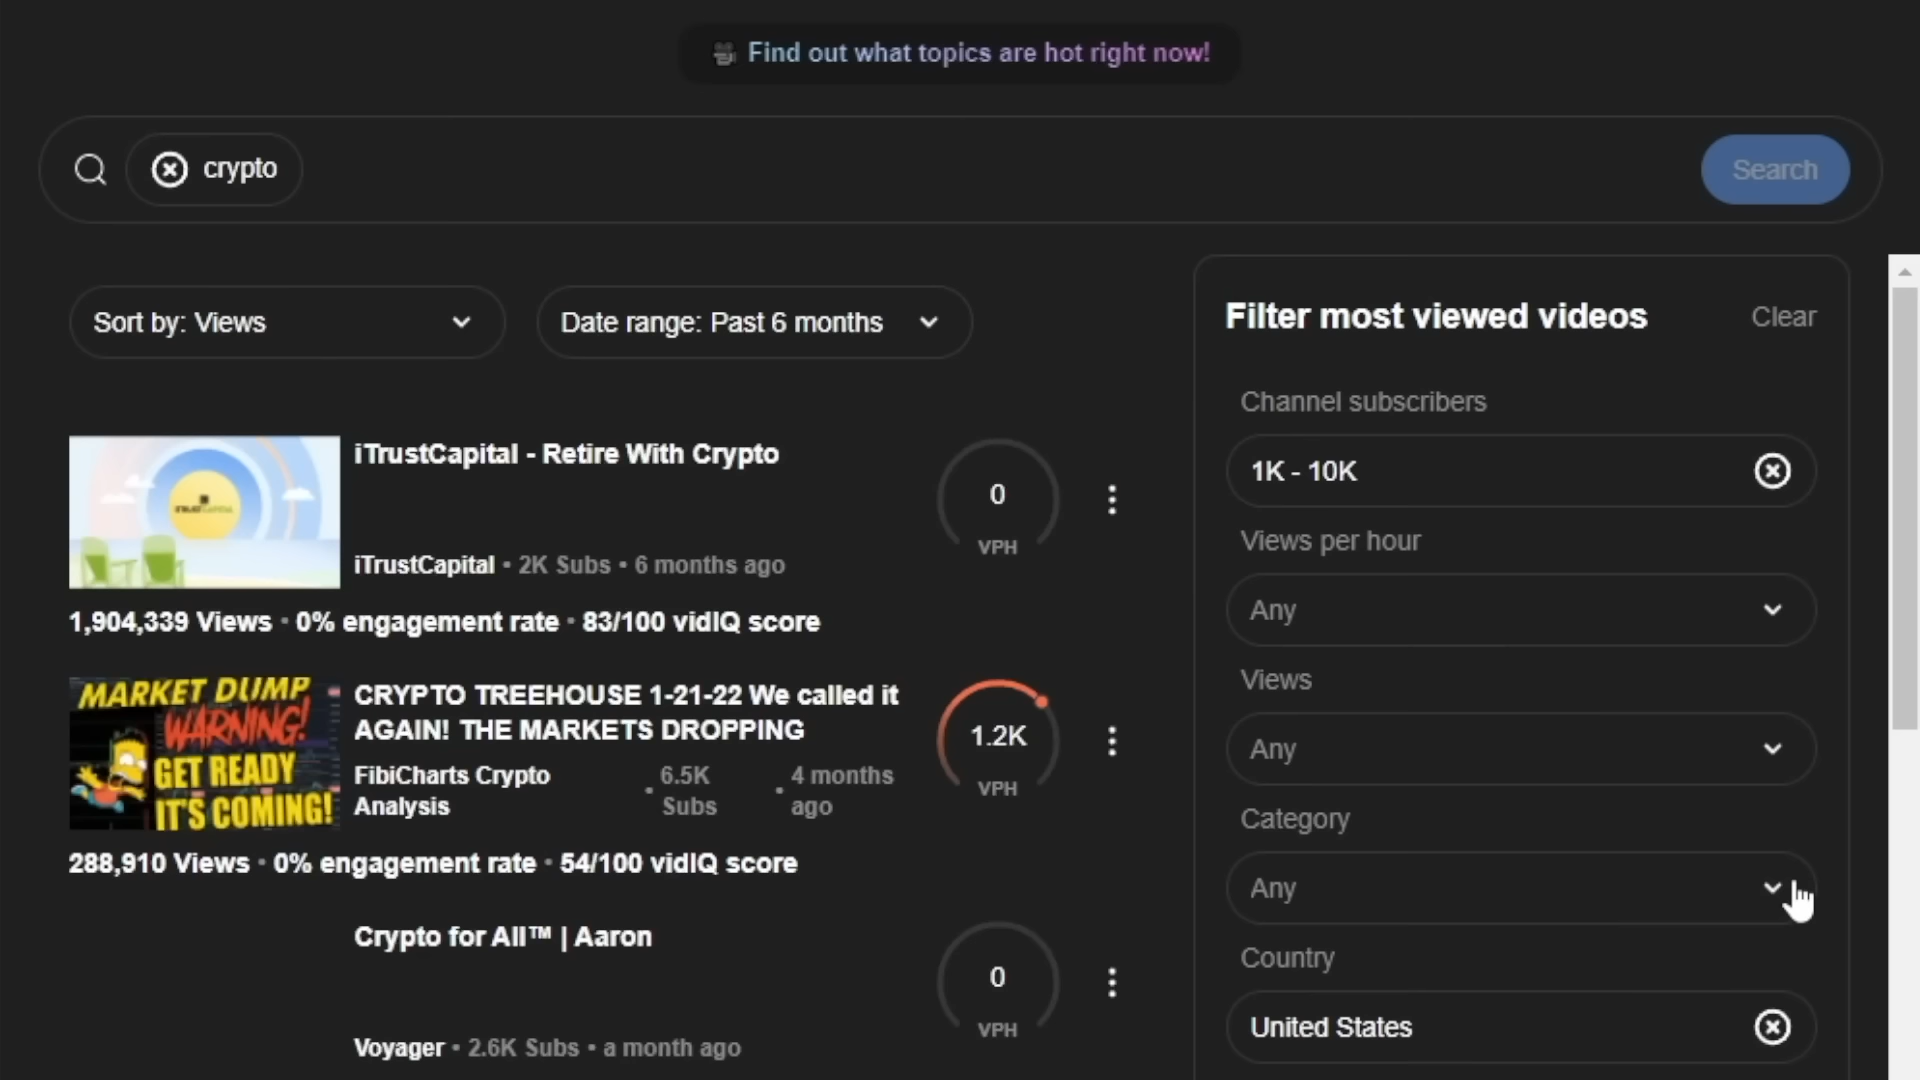 Find out what topics are hot right now!
crypto
Search
Sort by: Views
Date range: Past 6 months
Filter most viewed videos
Clear
Channel subscribers
1K - 10K
Views per hour
Any
Views
Any
Category
Any
Country
United States
iTrustCapital - Retire With Crypto
iTrustCapital • 2K Subs • 6 months ago
0
VPH
1,904,339 Views • 0% engagement rate • 83/100 vidIQ score
MARKET DUMP
WARNING!
GET READY
IT'S COMING!
CRYPTO TREEHOUSE 1-21-22 We called it
AGAIN! THE MARKETS DROPPING
FibiCharts Crypto
Analysis
• 6.5K
Subs
• 4 months
ago
1.2K
VPH
288,910 Views • 0% engagement rate • 54/100 vidIQ score
Crypto for All™ | Aaron
Voyager • 2.6K Subs • a month ago
0
VPH